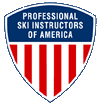 PROFESSIONAL
SKI INSTRUCTORS
OF AMERICA